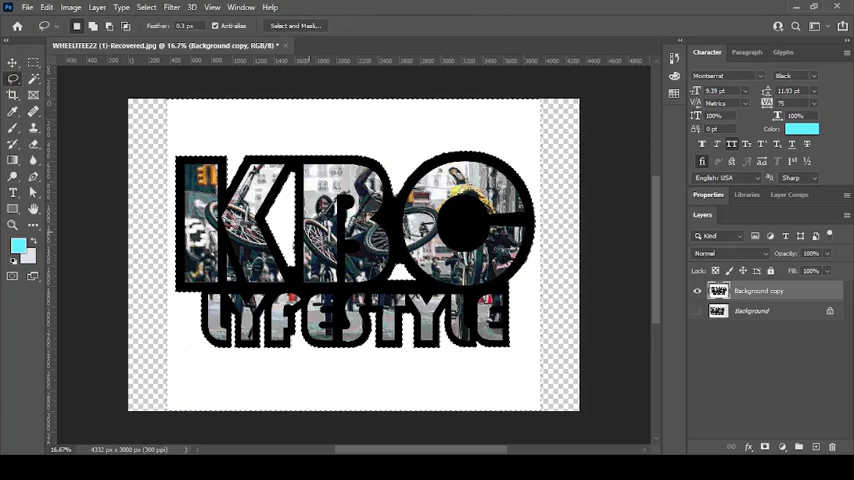 File Edit Image Layer Type Select Filter 3D View Window Help
Feather: 0.3 px Anti-alias Select and Mask...
WHEELITEE22 (1)-Recovered.jpg @ 16.7% (Background copy, RGB/8) *
KBC
LYFESTYLE
16.67% 4332 px x 3000 px (300 ppi)
Character Paragraph Glyphs
Montserrat Black
9.39 pt 11.93 pt
Metrics 75
100% 100%
0 pt Color:
English: USA Sharp
Properties Libraries Layer Comps
Layers
Kind
Normal Opacity: 100%
Lock: Fill: 100%
Background copy
Background